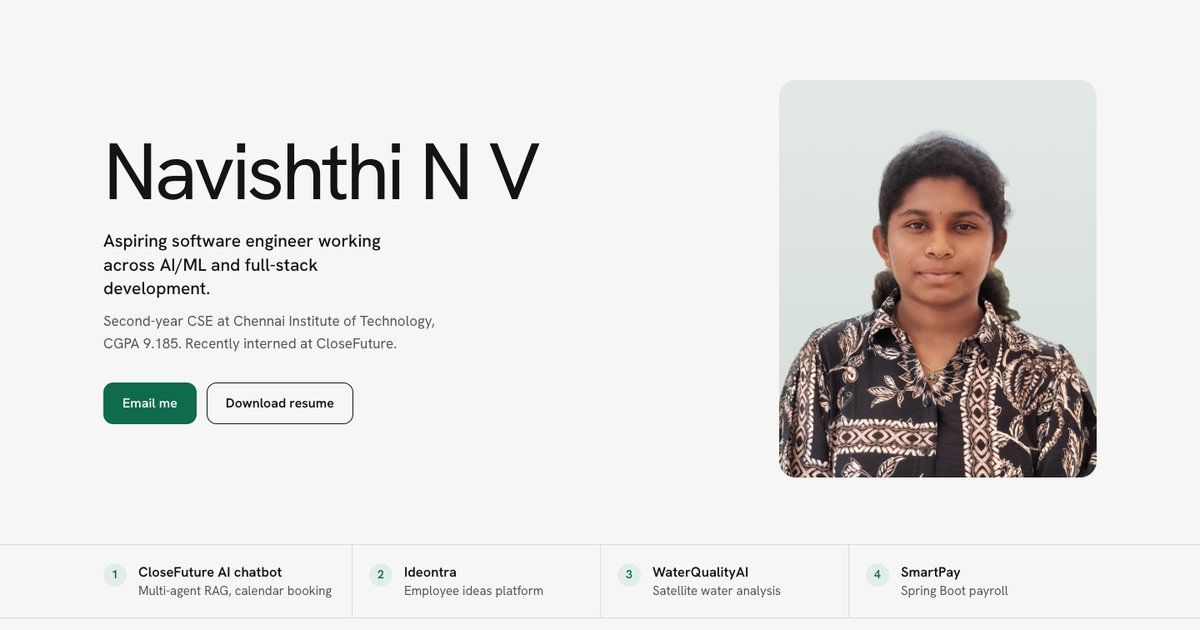 Navishthi N V
Aspiring software engineer working
across AI/ML and full-stack
development.
Second-year CSE at Chennai Institute of Technology,
CGPA 9.185. Recently interned at CloseFuture.
Email me
Download resume
1
CloseFuture AI chatbot
Multi-agent RAG, calendar booking
2
Ideontra
Employee ideas platform
3
WaterQualityAI
Satellite water analysis
4
SmartPay
Spring Boot payroll